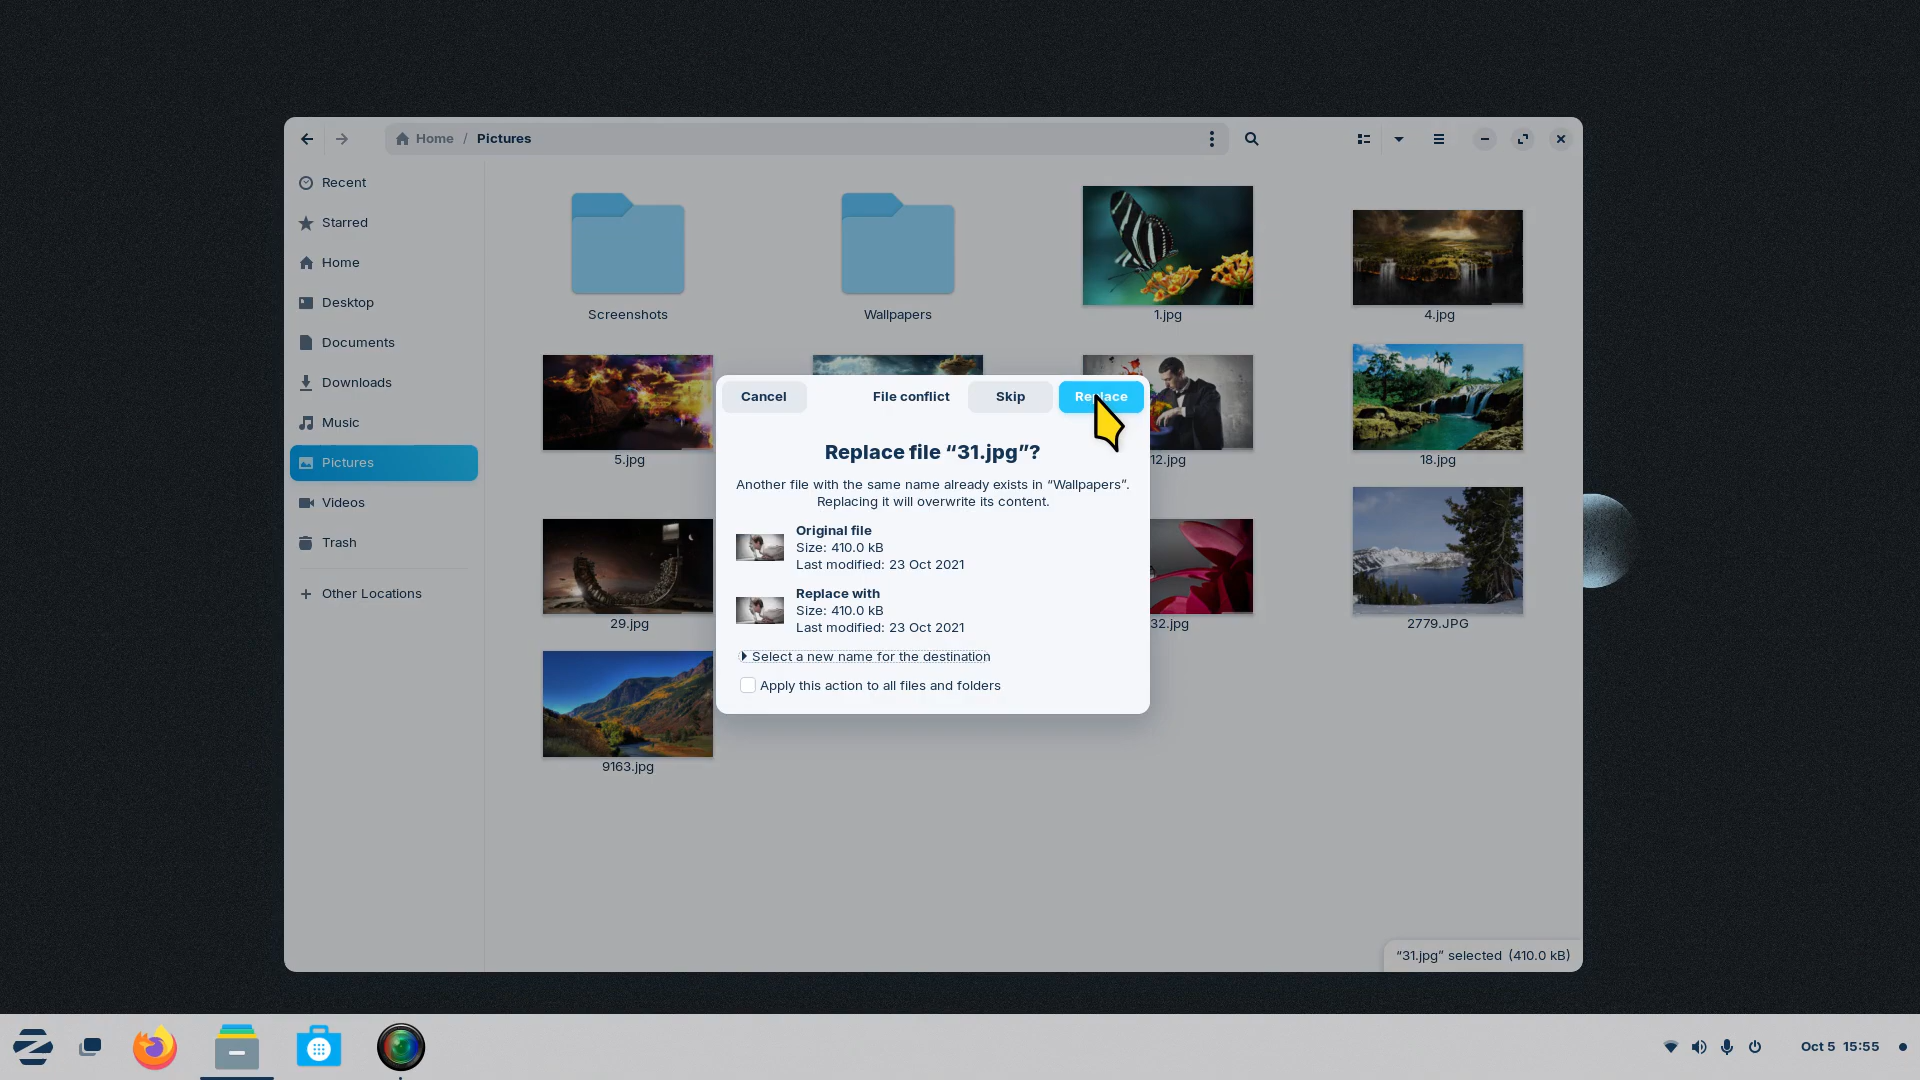 Home / Pictures
Recent
Starred
Home
Desktop
Documents
Downloads
Music
Pictures
Videos
Trash
Other Locations
Screenshots
Wallpapers
1.jpg
4.jpg
5.jpg
12.jpg
18.jpg
29.jpg
32.jpg
2779.JPG
9163.jpg
Cancel
File conflict
Skip
Replace
Replace file “31.jpg”?
Another file with the same name already exists in “Wallpapers”.
Replacing it will overwrite its content.
Original file
Size: 410.0 kB
Last modified: 23 Oct 2021
Replace with
Size: 410.0 kB
Last modified: 23 Oct 2021
Select a new name for the destination
Apply this action to all files and folders
“31.jpg” selected (410.0 kB)
Oct 5 15:55